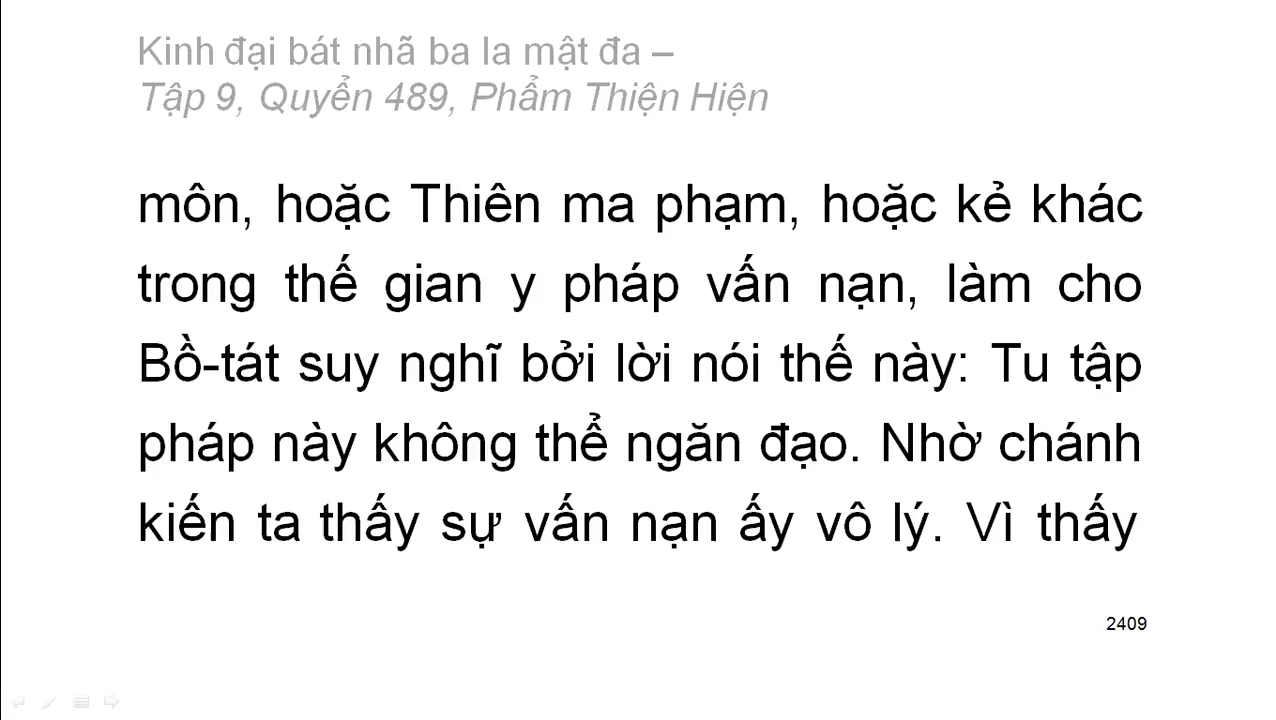 Kinh đại bát nhã ba la mật đa –
Tập 9, Quyển 489, Phẩm Thiện Hiện
môn, hoặc Thiên ma phạm, hoặc kẻ khác
trong thế gian y pháp vấn nạn, làm cho
Bồ-tát suy nghĩ bởi lời nói thế này: Tu tập
pháp này không thể ngăn đạo. Nhờ chánh
kiến ta thấy sự vấn nạn ấy vô lý. Vì thấy
2409